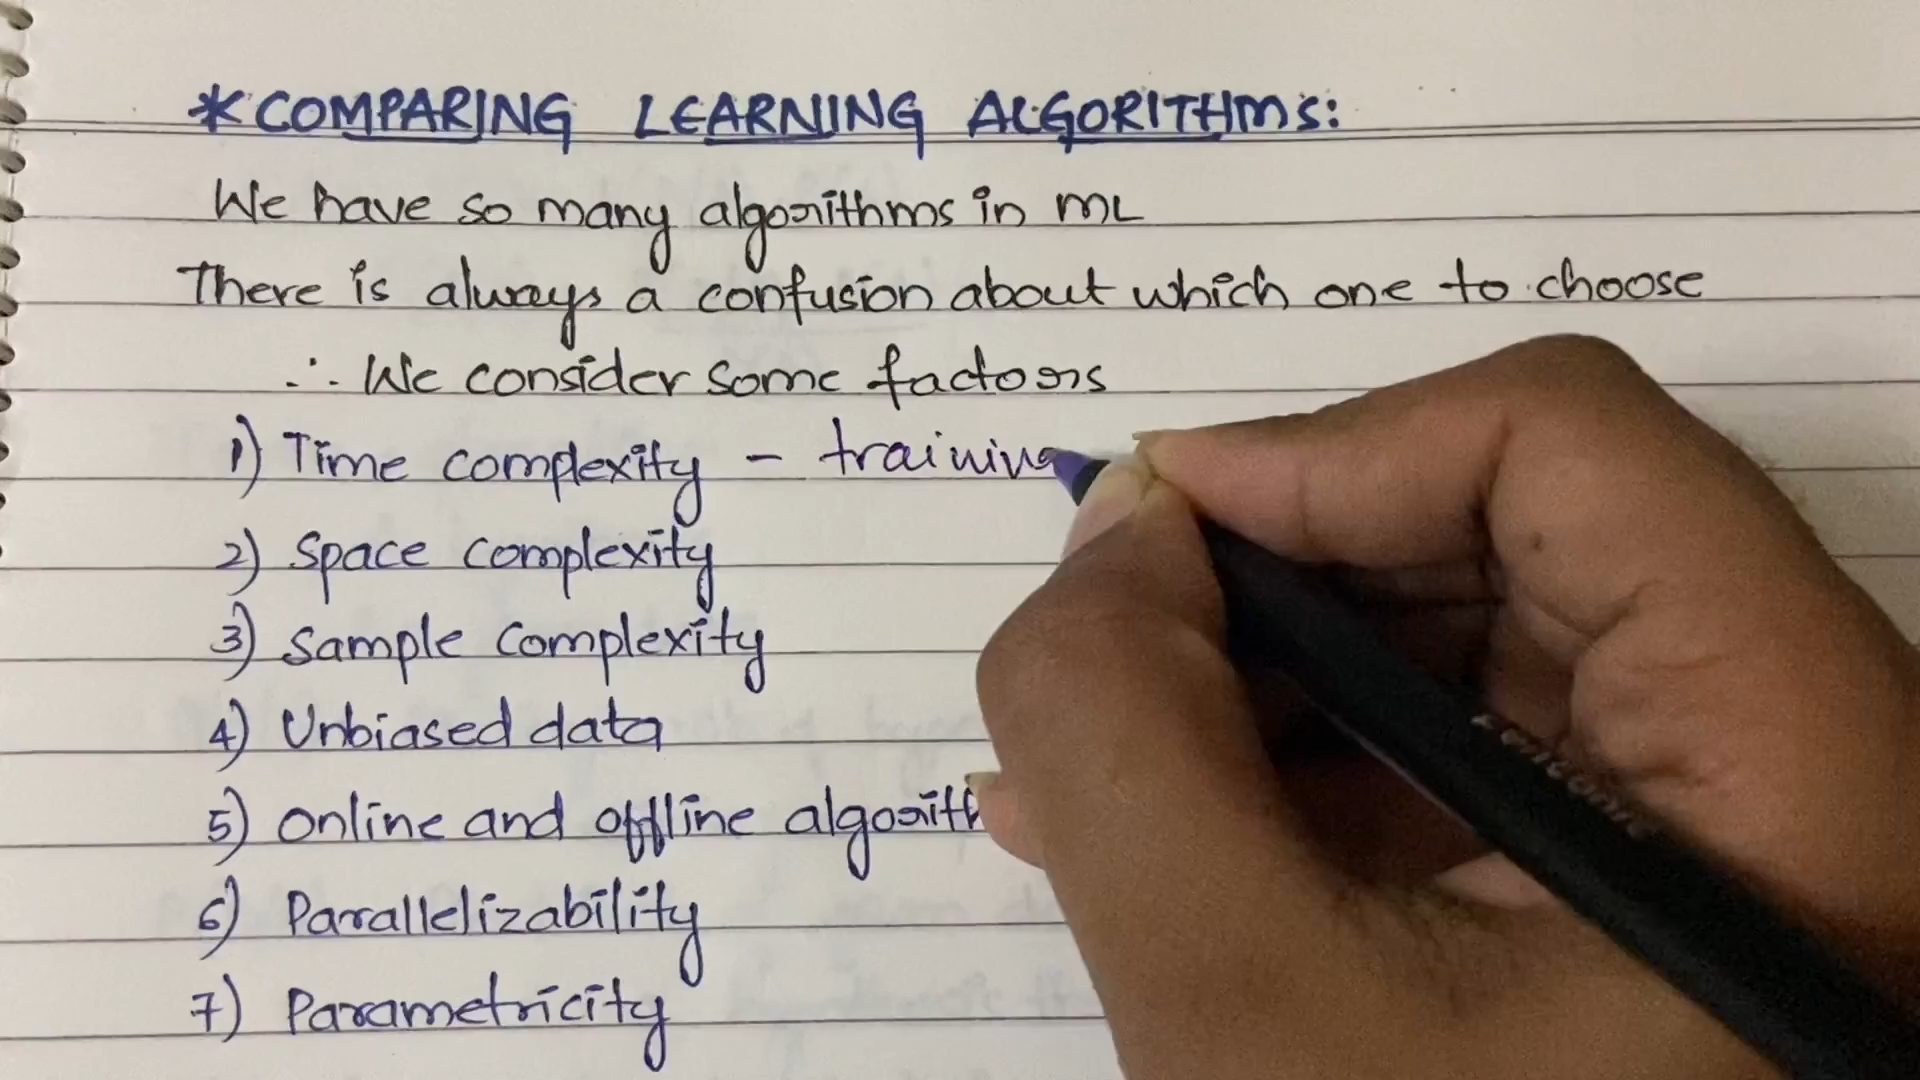 *COMPARING LEARNING ALGORITHMS:
We have so many algorithms in ML
There is always a confusion about which one to choose
∴ We consider some factors
1) Time complexity - training
2) Space complexity
3) Sample complexity
4) Unbiased data
5) Online and offline algorith
6) Parallelizability
7) Parametricity